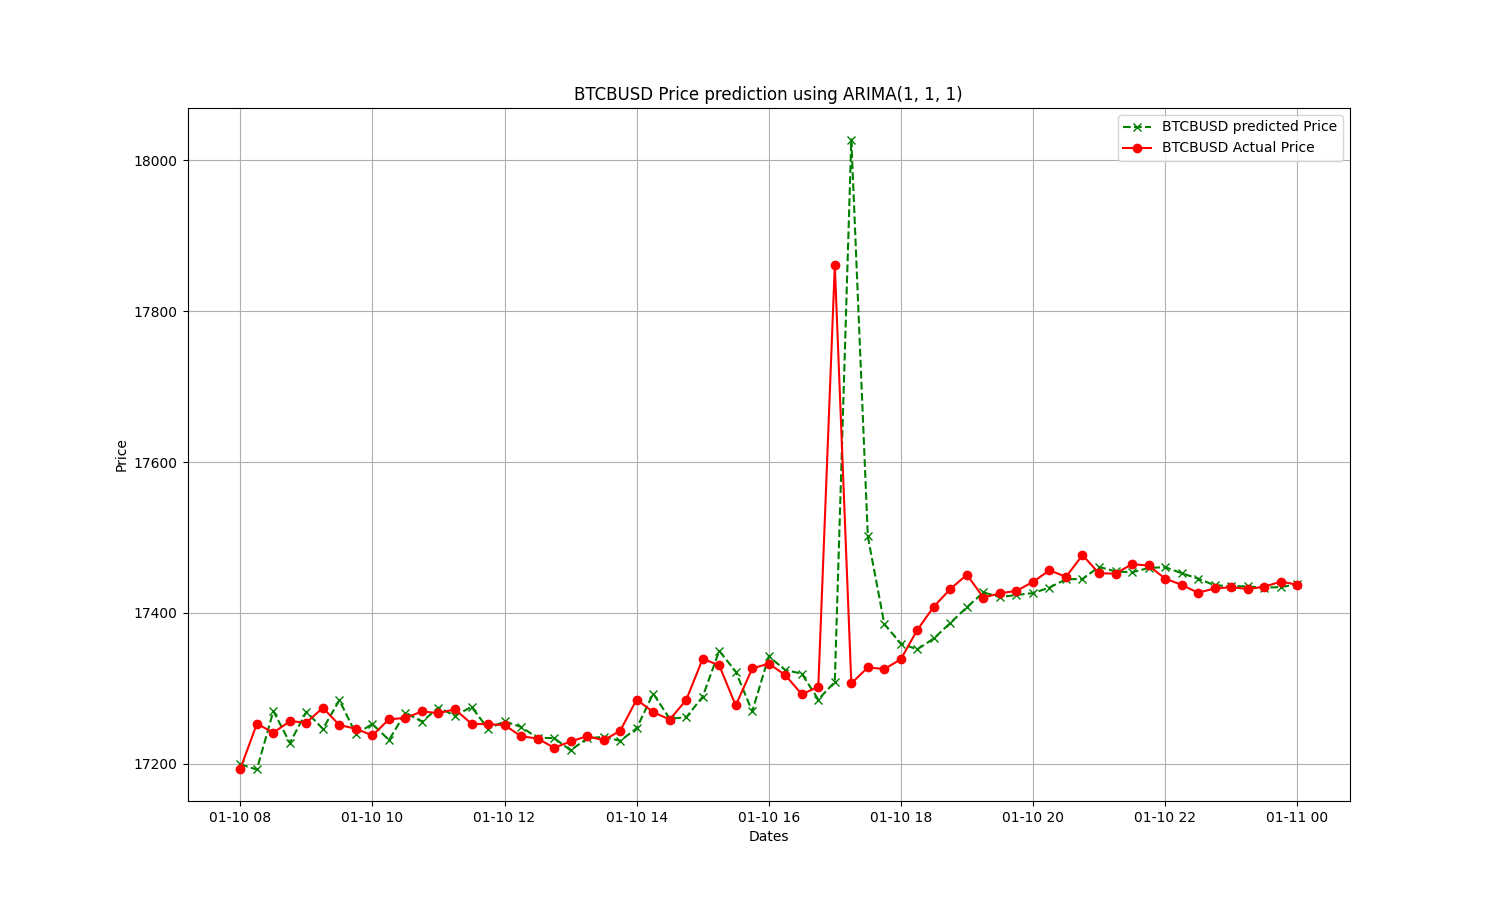 BTCBUSD Price prediction using ARIMA(1, 1, 1)
BTCBUSD predicted Price
BTCBUSD Actual Price
18000
17800
17600
17400
17200
Price
01-10 08 01-10 10 01-10 12 01-10 14 01-10 16 01-10 18 01-10 20 01-10 22 01-11 00
Dates